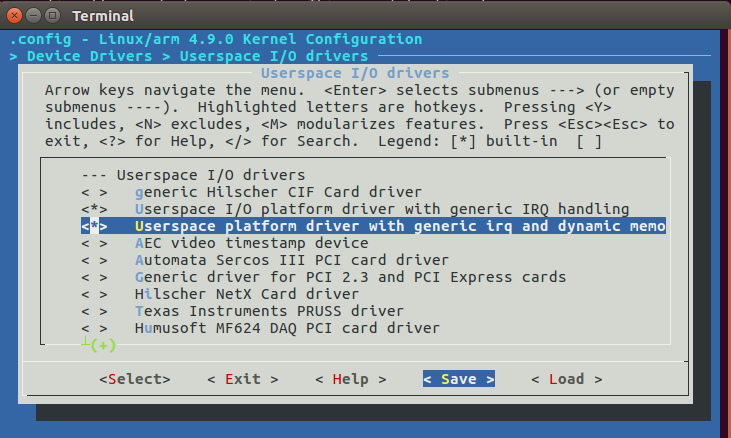 Terminal
.config - Linux/arm 4.9.0 Kernel Configuration
> Device Drivers > Userspace I/O drivers
Userspace I/O drivers
Arrow keys navigate the menu.  <Enter> selects submenus ---> (or empty
submenus ----).  Highlighted letters are hotkeys.  Pressing <Y>
includes, <N> excludes, <M> modularizes features.  Press <Esc><Esc> to
exit, <?> for Help, </> for Search.  Legend: [*] built-in  [ ]
--- Userspace I/O drivers
< >   generic Hilscher CIF Card driver
<*>   Userspace I/O platform driver with generic IRQ handling
<*>   Userspace platform driver with generic irq and dynamic memo
< >   AEC video timestamp device
< >   Automata Sercos III PCI card driver
< >   Generic driver for PCI 2.3 and PCI Express cards
< >   Hilscher NetX Card driver
< >   Texas Instruments PRUSS driver
< >   Humusoft MF624 DAQ PCI card driver
(+)
<Select>    < Exit >    < Help >    < Save >    < Load >